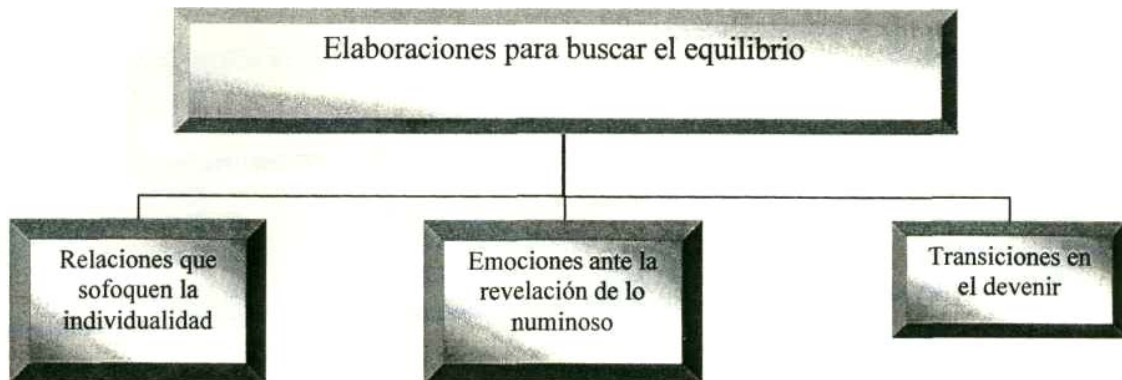 Elaboraciones para buscar el equilibrio
Relaciones que
sofoquen la
individualidad
Emociones ante la
revelación de lo
numinoso
Transiciones en
el devenir